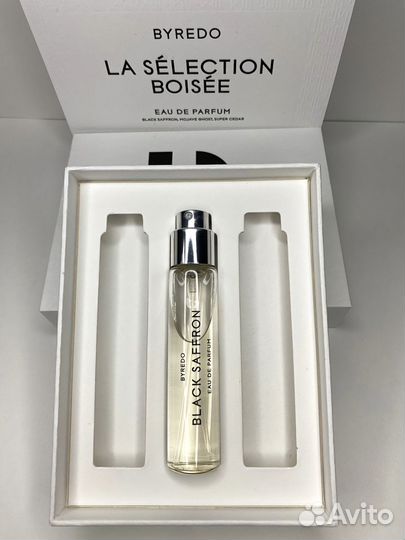 BYREDO
LA SÉLECTION
BOISÉE
EAU DE PARFUM
BLACK SAFFRON, MOJAVE GHOST, SUPER CEDAR
BYREDO
BLACK SAFFRON
EAU DE PARFUM
Avito